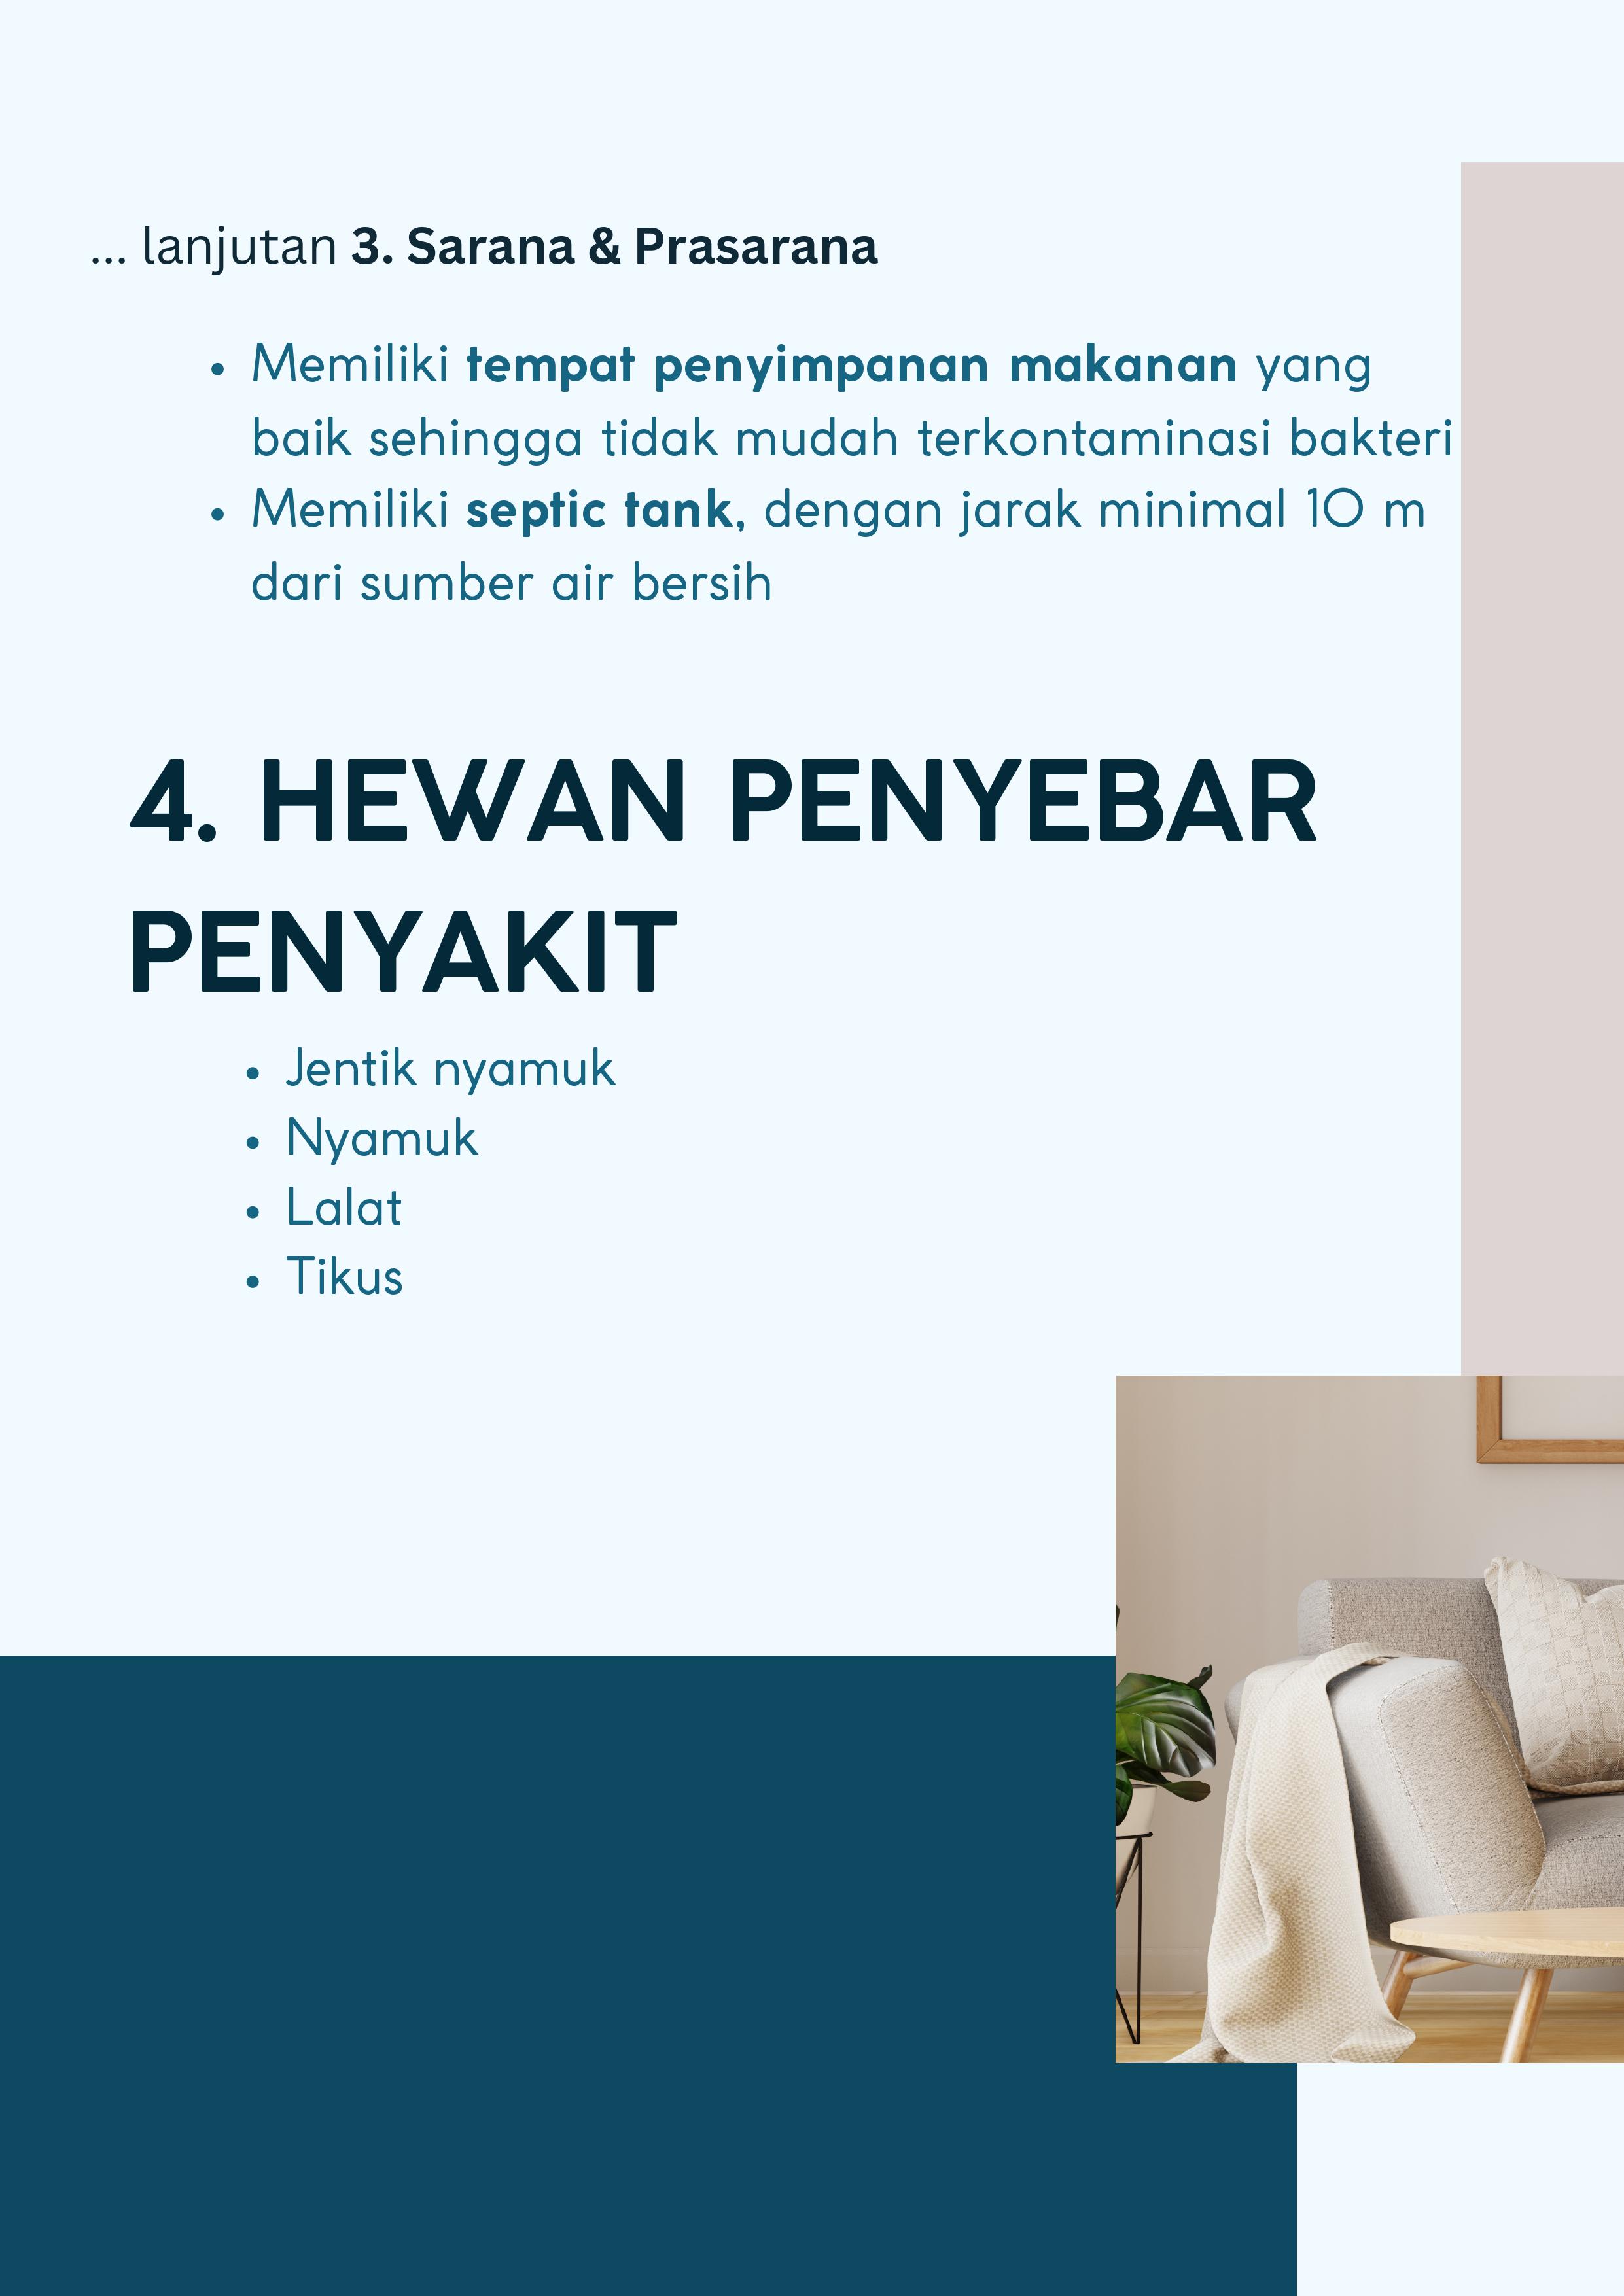 ... lanjutan 3. Sarana & Prasarana
• Memiliki tempat penyimpanan makanan yang
baik sehingga tidak mudah terkontaminasi bakteri
• Memiliki septic tank, dengan jarak minimal 10 m
dari sumber air bersih
4. HEWAN PENYEBAR
PENYAKIT
• Jentik nyamuk
• Nyamuk
• Lalat
• Tikus